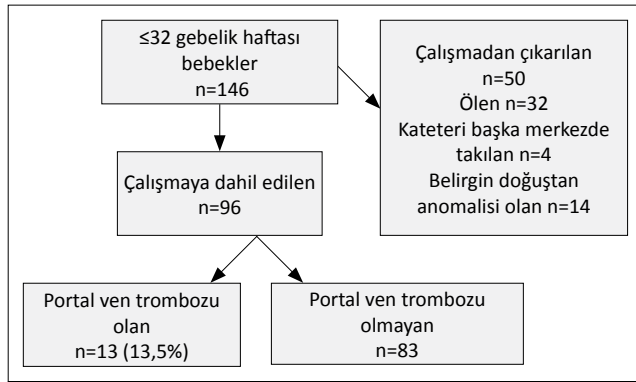 ≤32 gebelik haftası
bebekler
n=146
Çalışmadan çıkarılan
n=50
Ölen n=32
Kateteri başka merkezde
takılan n=4
Belirgin doğuştan
anomalisi olan n=14
Çalışmaya dahil edilen
n=96
Portal ven trombozu
olan
n=13 (13,5%)
Portal ven trombozu
olmayan
n=83